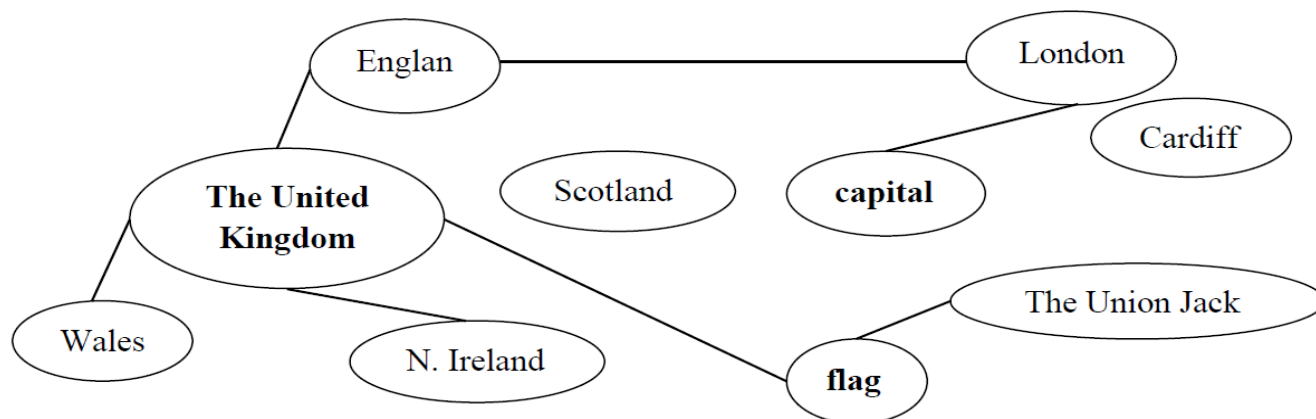 Englan
London
Cardiff
The United
Kingdom
Scotland
capital
The Union Jack
Wales
N. Ireland
flag